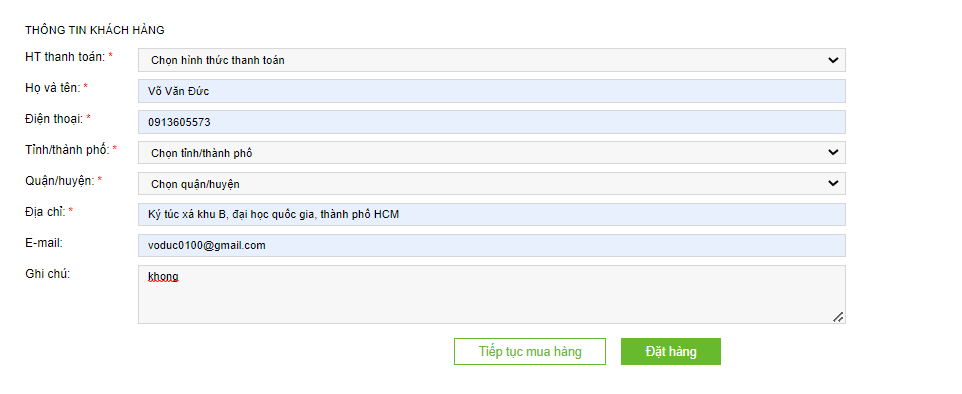 THÔNG TIN KHÁCH HÀNG
HT thanh toán: * Chọn hình thức thanh toán
Họ và tên: * Võ Văn Đức
Điện thoại: * 0913605573
Tỉnh/thành phố: * Chọn tỉnh/thành phố
Quận/huyện: * Chọn quận/huyện
Địa chỉ: * Ký túc xá khu B, đại học quốc gia, thành phố HCM
E-mail: voduc0100@gmail.com
Ghi chú: khong
Tiếp tục mua hàng Đặt hàng